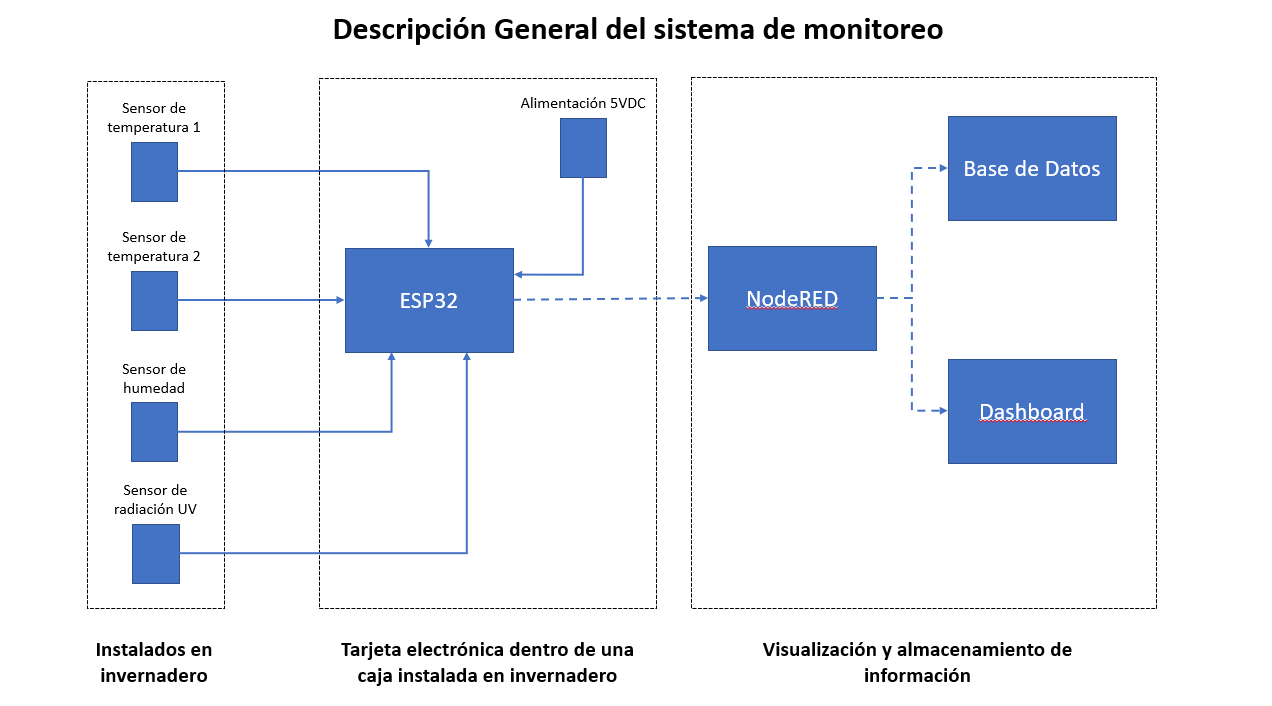 Descripción General del sistema de monitoreo
Sensor de
temperatura 1
Sensor de
temperatura 2
Sensor de
humedad
Sensor de
radiación UV
Alimentación 5VDC
ESP32
NodeRED
Base de Datos
Dashboard
Instalados en
invernadero
Tarjeta electrónica dentro de una
caja instalada en invernadero
Visualización y almacenamiento de
información